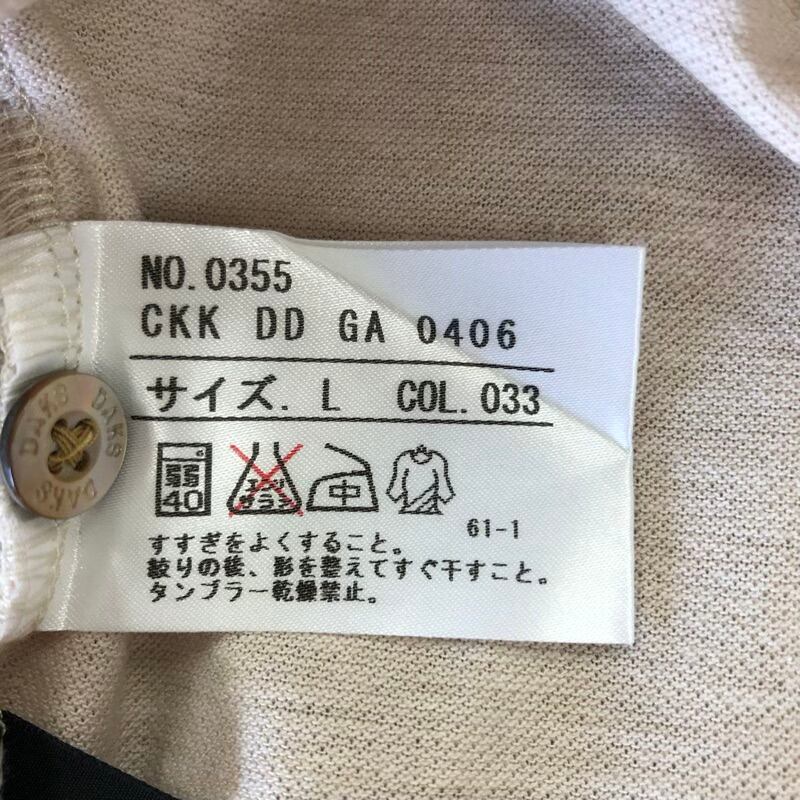 NO.0355
CKK DD GA 0406
サイズ. L COL.033
弱 40 エンソ サラシ 中
61-1
すすぎをよくすること。
絞りの後、影を整えてすぐ干すこと。
タンブラー乾燥禁止。
DAKS DAKS DAKS